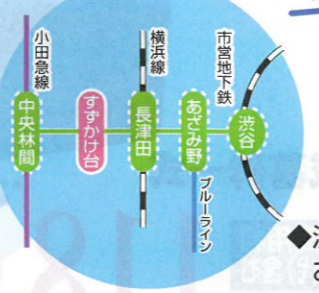 小田急線
中央林間
すずかけ台
横浜線
長津田
市営地下鉄
あざみ野
ブルーライン
渋谷